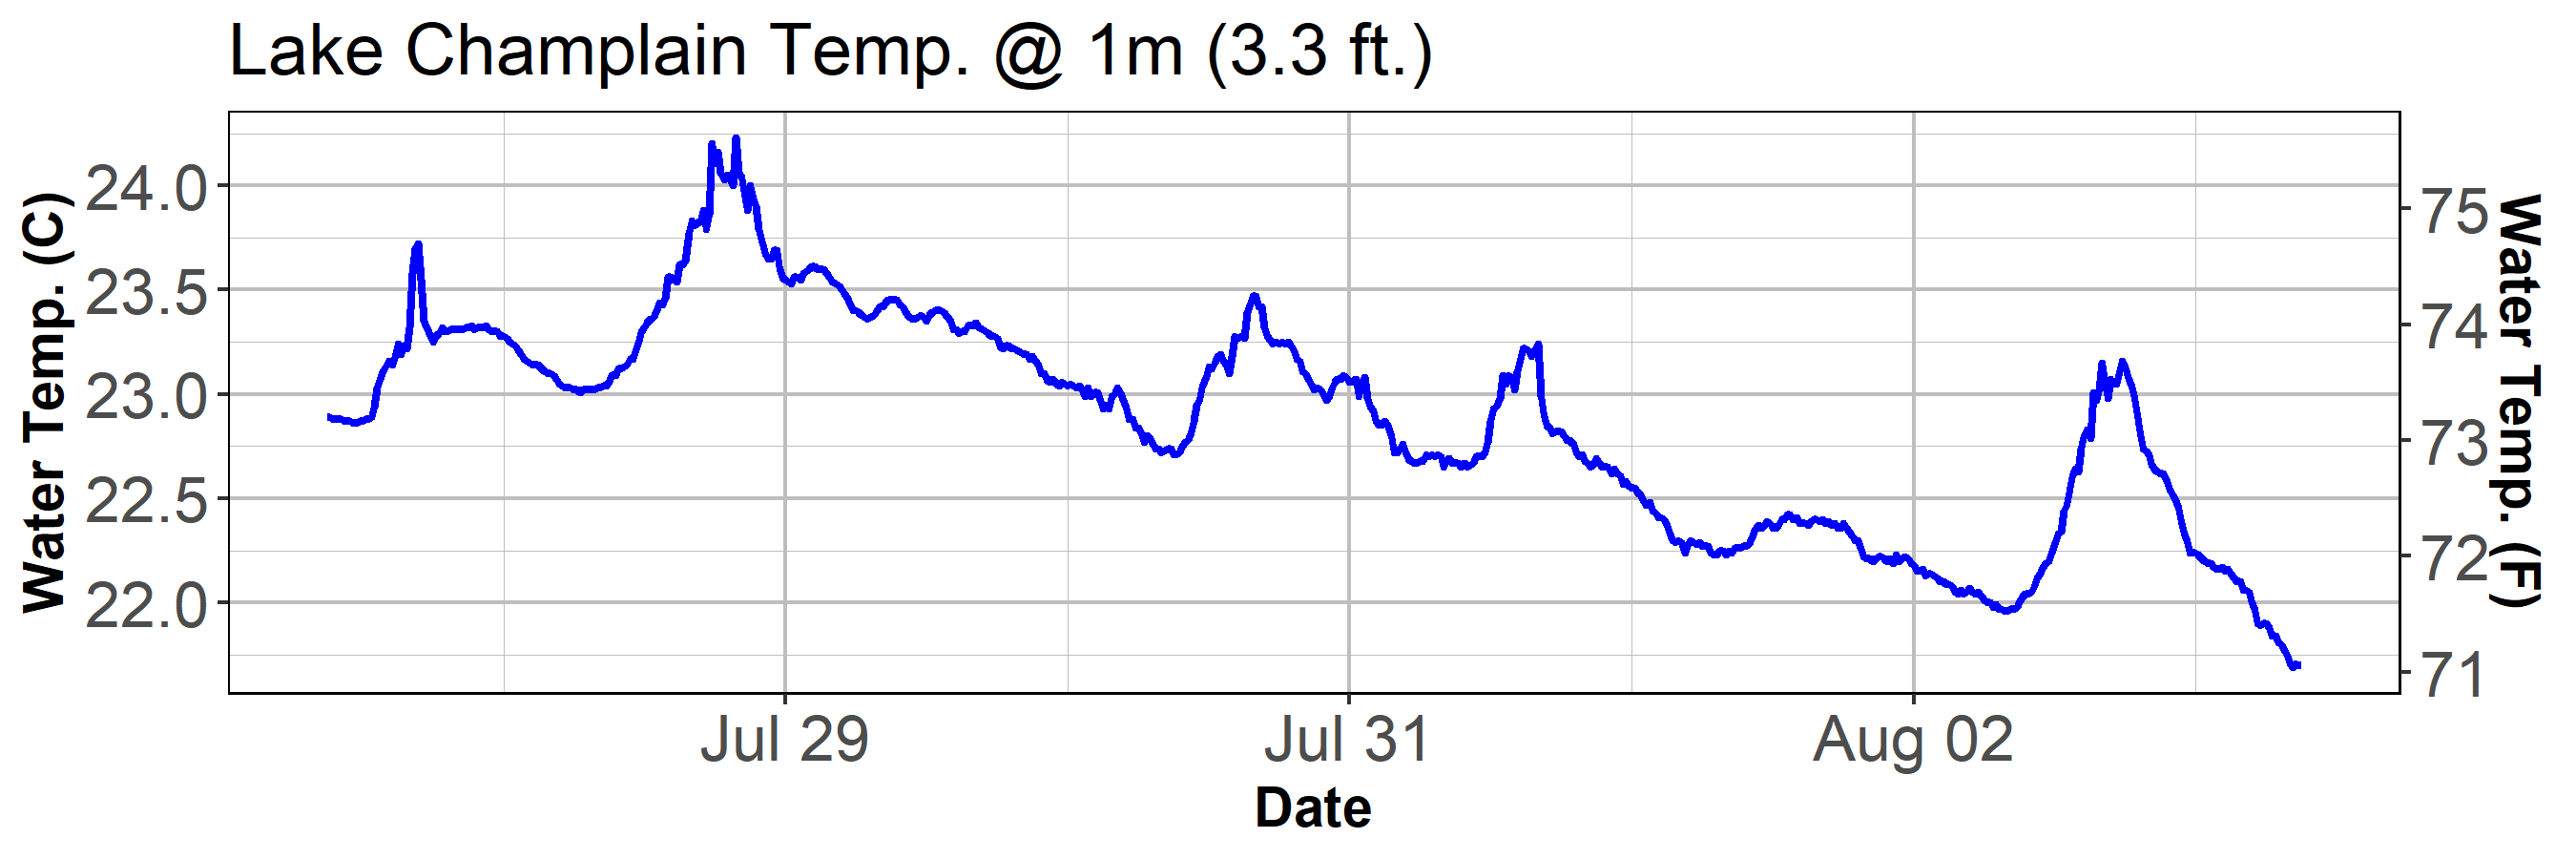 Lake Champlain Temp. @ 1m (3.3 ft.)
Water Temp. (C)
24.0
23.5
23.0
22.5
22.0
75
74
73
72
71
Water Temp. (F)
Jul 29
Jul 31
Aug 02
Date